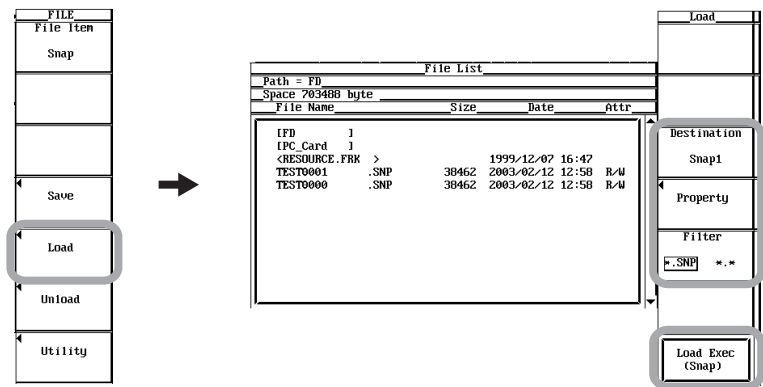 FILE
File Item
Snap
Save
Load
Unload
Utility
File List
Path = FD
Space 703488 byte
File Name Size Date Attr
[FD ]
[PC_Card ]
<RESOURCE.FRK > 1999/12/07 16:47
TEST0001 .SNP 38462 2003/02/12 12:58 R/W
TEST0000 .SNP 38462 2003/02/12 12:58 R/W
Load
Destination
Snap1
Property
Filter
*.SNP *.*
Load Exec
(Snap)